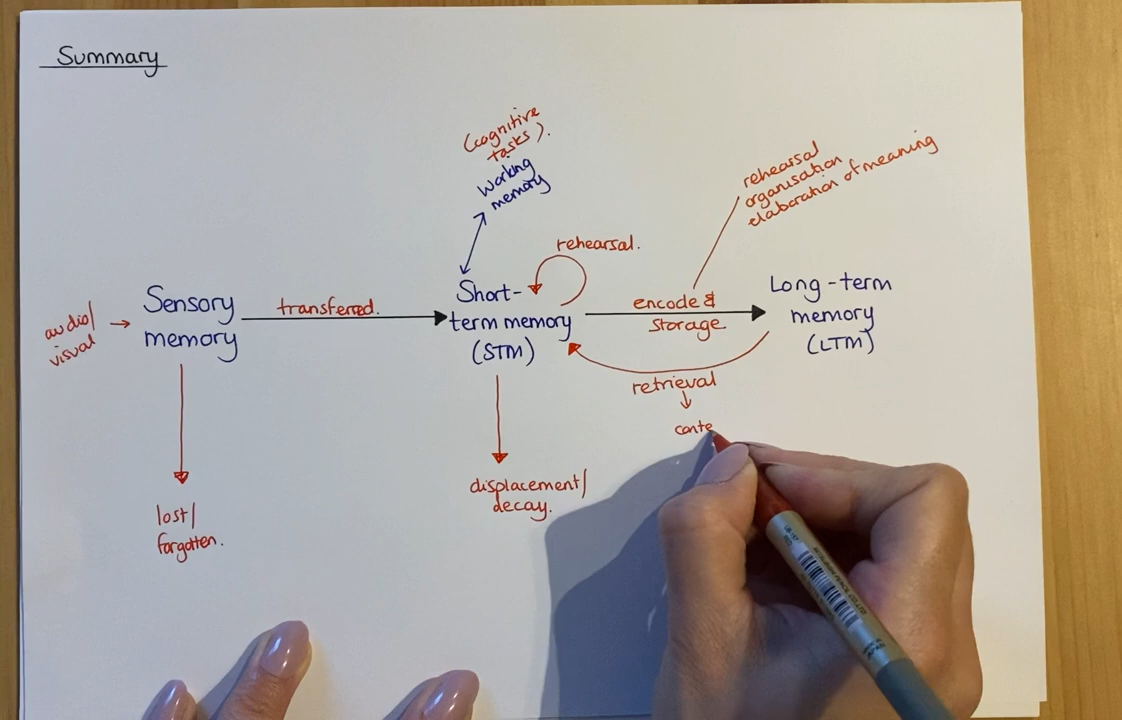 Summary
(cognitive
tasks).
Working
memory
rehearsal
organisation
elaboration of meaning
rehearsal.
audio/
visual
Sensory
memory
transferred.
Short-
term memory
(STM)
encode &
storage
Long-term
memory
(LTM)
retrieval
conte
displacement/
decay.
lost/
forgotten.